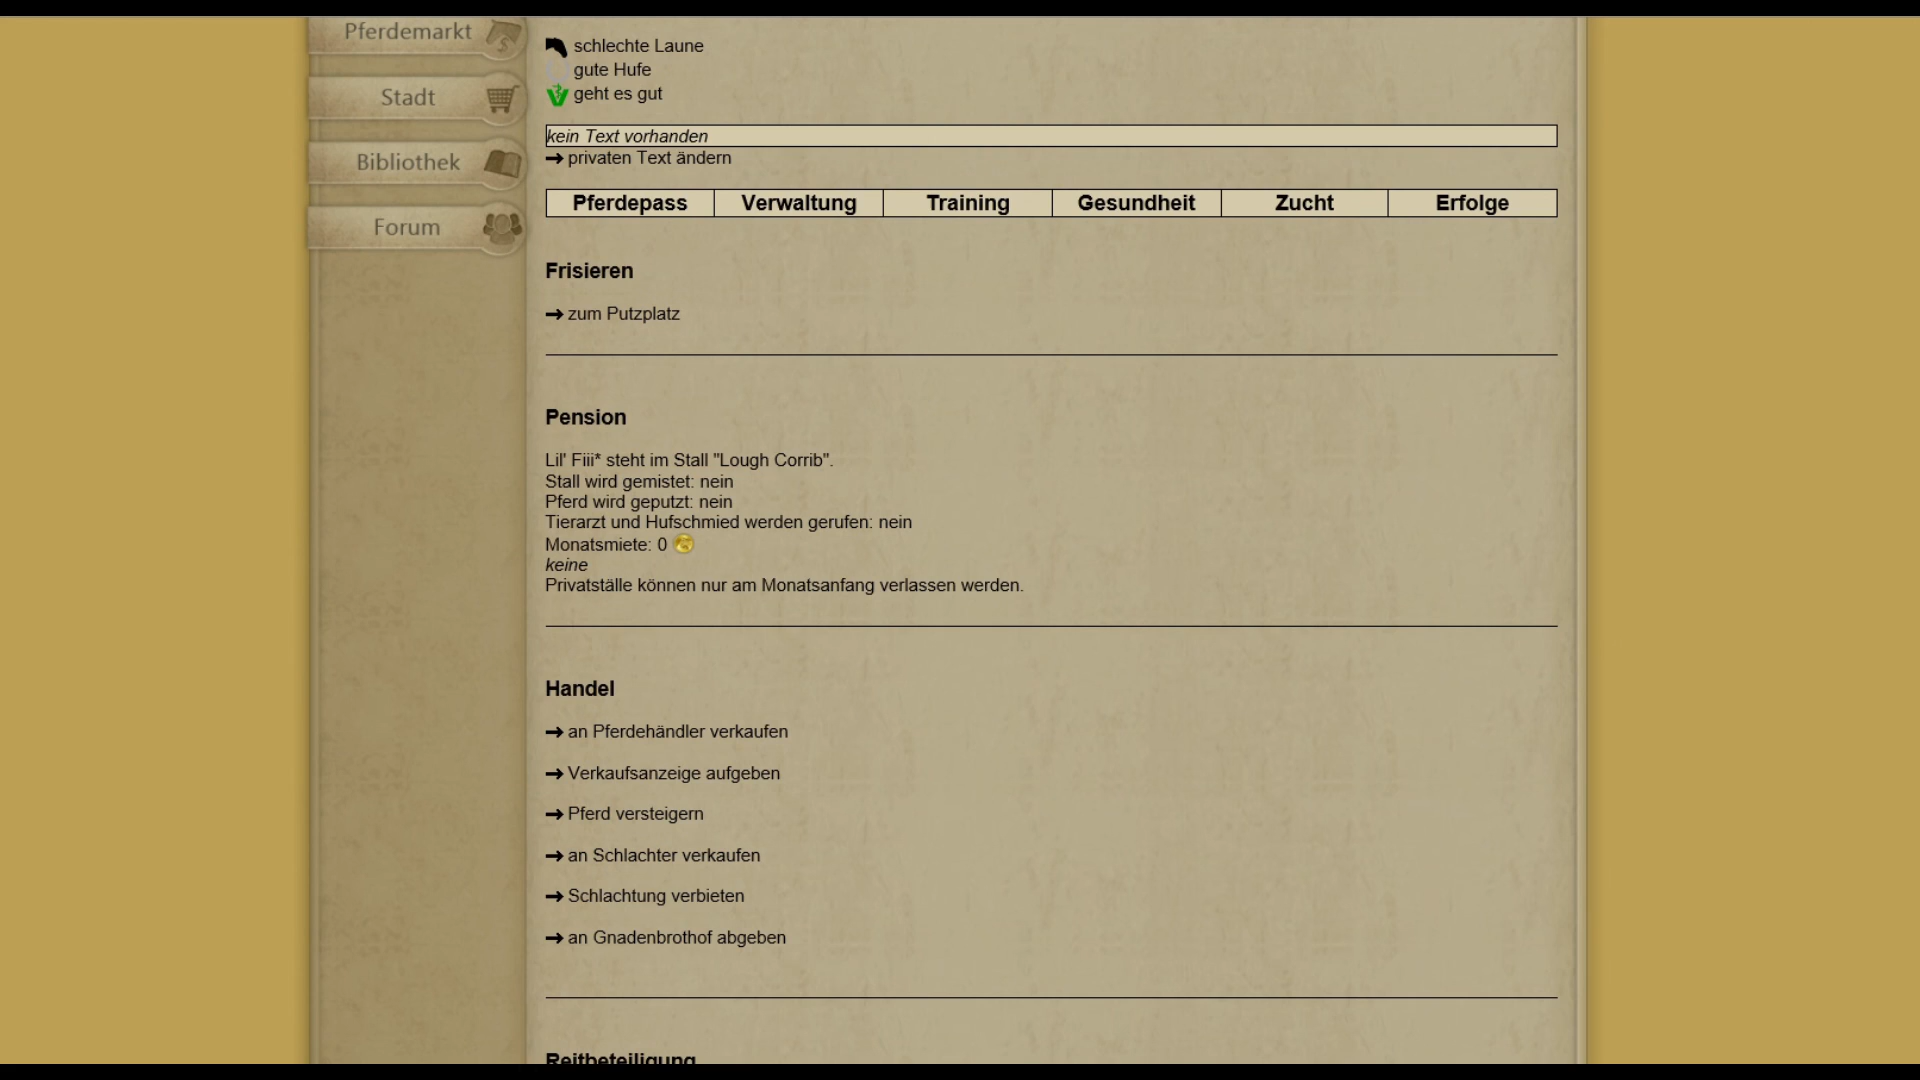 Pferdemarkt
Stadt
Bibliothek
Forum
schlechte Laune
gute Hufe
geht es gut
kein Text vorhanden
privaten Text ändern
Pferdepass Verwaltung Training Gesundheit Zucht Erfolge
Frisieren
zum Putzplatz
Pension
Lil' Fiii* steht im Stall "Lough Corrib".
Stall wird gemistet: nein
Pferd wird geputzt: nein
Tierarzt und Hufschmied werden gerufen: nein
Monatsmiete: 0
keine
Privatställe können nur am Monatsanfang verlassen werden.
Handel
an Pferdehändler verkaufen
Verkaufsanzeige aufgeben
Pferd versteigern
an Schlachter verkaufen
Schlachtung verbieten
an Gnadenbrothof abgeben
Reitbeteiligung